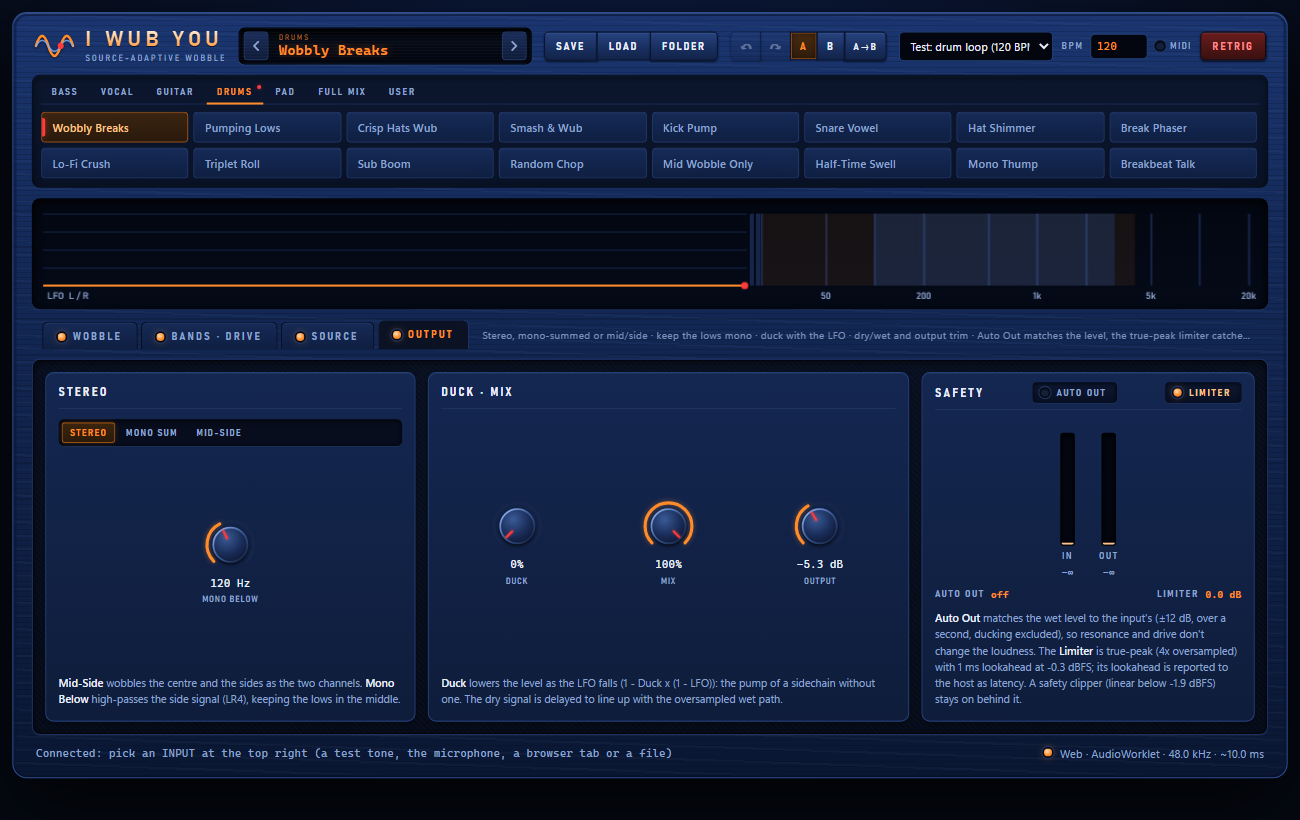 I WUB YOU
SOURCE-ADAPTIVE WOBBLE
DRUMS
Wobbly Breaks
SAVE LOAD FOLDER
A B A→B
Test: drum loop (120 BPI
BPM 120
MIDI
RETRIG
BASS VOCAL GUITAR DRUMS PAD FULL MIX USER
Wobbly Breaks Pumping Lows Crisp Hats Wub Smash & Wub Kick Pump Snare Vowel Hat Shimmer Break Phaser
Lo-Fi Crush Triplet Roll Sub Boom Random Chop Mid Wobble Only Half-Time Swell Mono Thump Breakbeat Talk
LFO L / R 50 200 1k 5k 20k
WOBBLE BANDS · DRIVE SOURCE OUTPUT
Stereo, mono-summed or mid/side · keep the lows mono · duck with the LFO · dry/wet and output trim · Auto Out matches the level, the true-peak limiter catche...
STEREO
STEREO MONO SUM MID-SIDE
120 Hz
MONO BELOW
Mid-Side wobbles the centre and the sides as the two channels. Mono
Below high-passes the side signal (LR4), keeping the lows in the middle.
DUCK · MIX
0% 100% −5.3 dB
DUCK MIX OUTPUT
Duck lowers the level as the LFO falls (1 - Duck x (1 - LFO)): the pump of a sidechain without
one. The dry signal is delayed to line up with the oversampled wet path.
SAFETY AUTO OUT LIMITER
IN OUT
−∞ −∞
AUTO OUT off LIMITER 0.0 dB
Auto Out matches the wet level to the input's (±12 dB, over a
second, ducking excluded), so resonance and drive don't
change the loudness. The Limiter is true-peak (4x oversampled)
with 1 ms lookahead at -0.3 dBFS; its lookahead is reported to
the host as latency. A safety clipper (linear below -1.9 dBFS)
stays on behind it.
Connected: pick an INPUT at the top right (a test tone, the microphone, a browser tab or a file)
Web · AudioWorklet · 48.0 kHz · ~10.0 ms